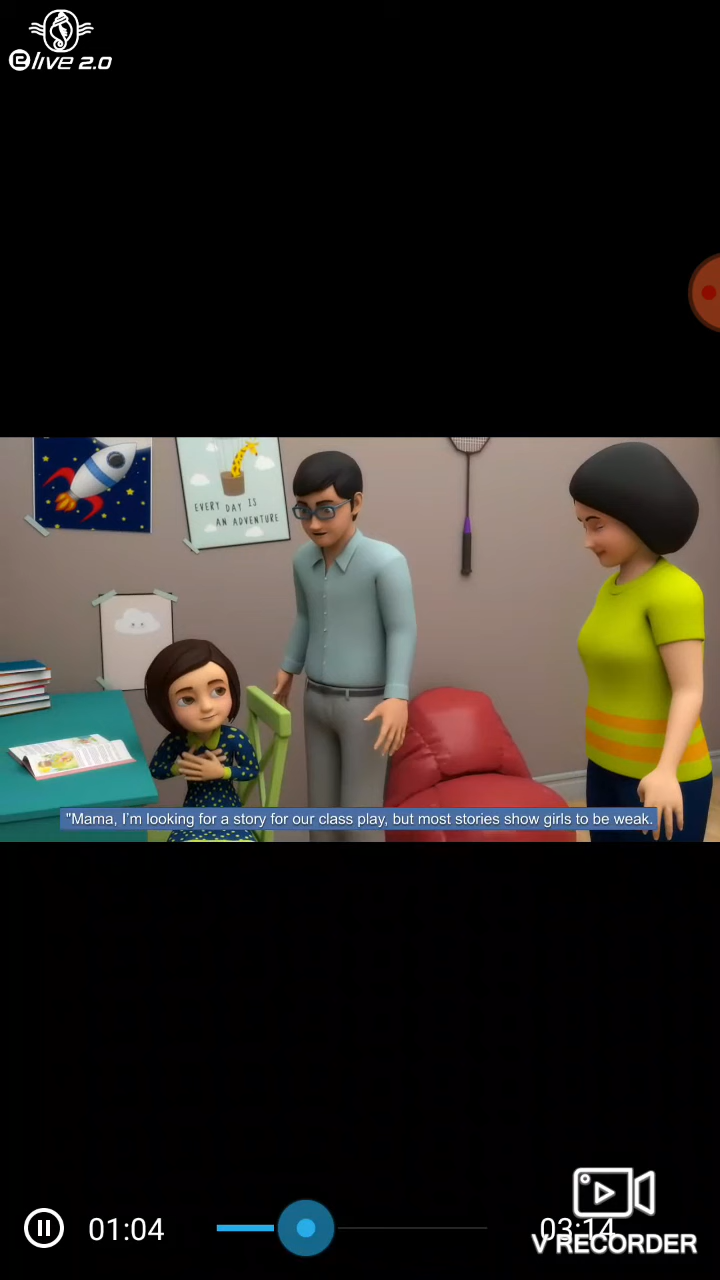 live 2.0
EVERY DAY IS
AN ADVENTURE
"Mama, I'm looking for a story for our class play, but most stories show girls to be weak.
01:04
03:14
V RECORDER